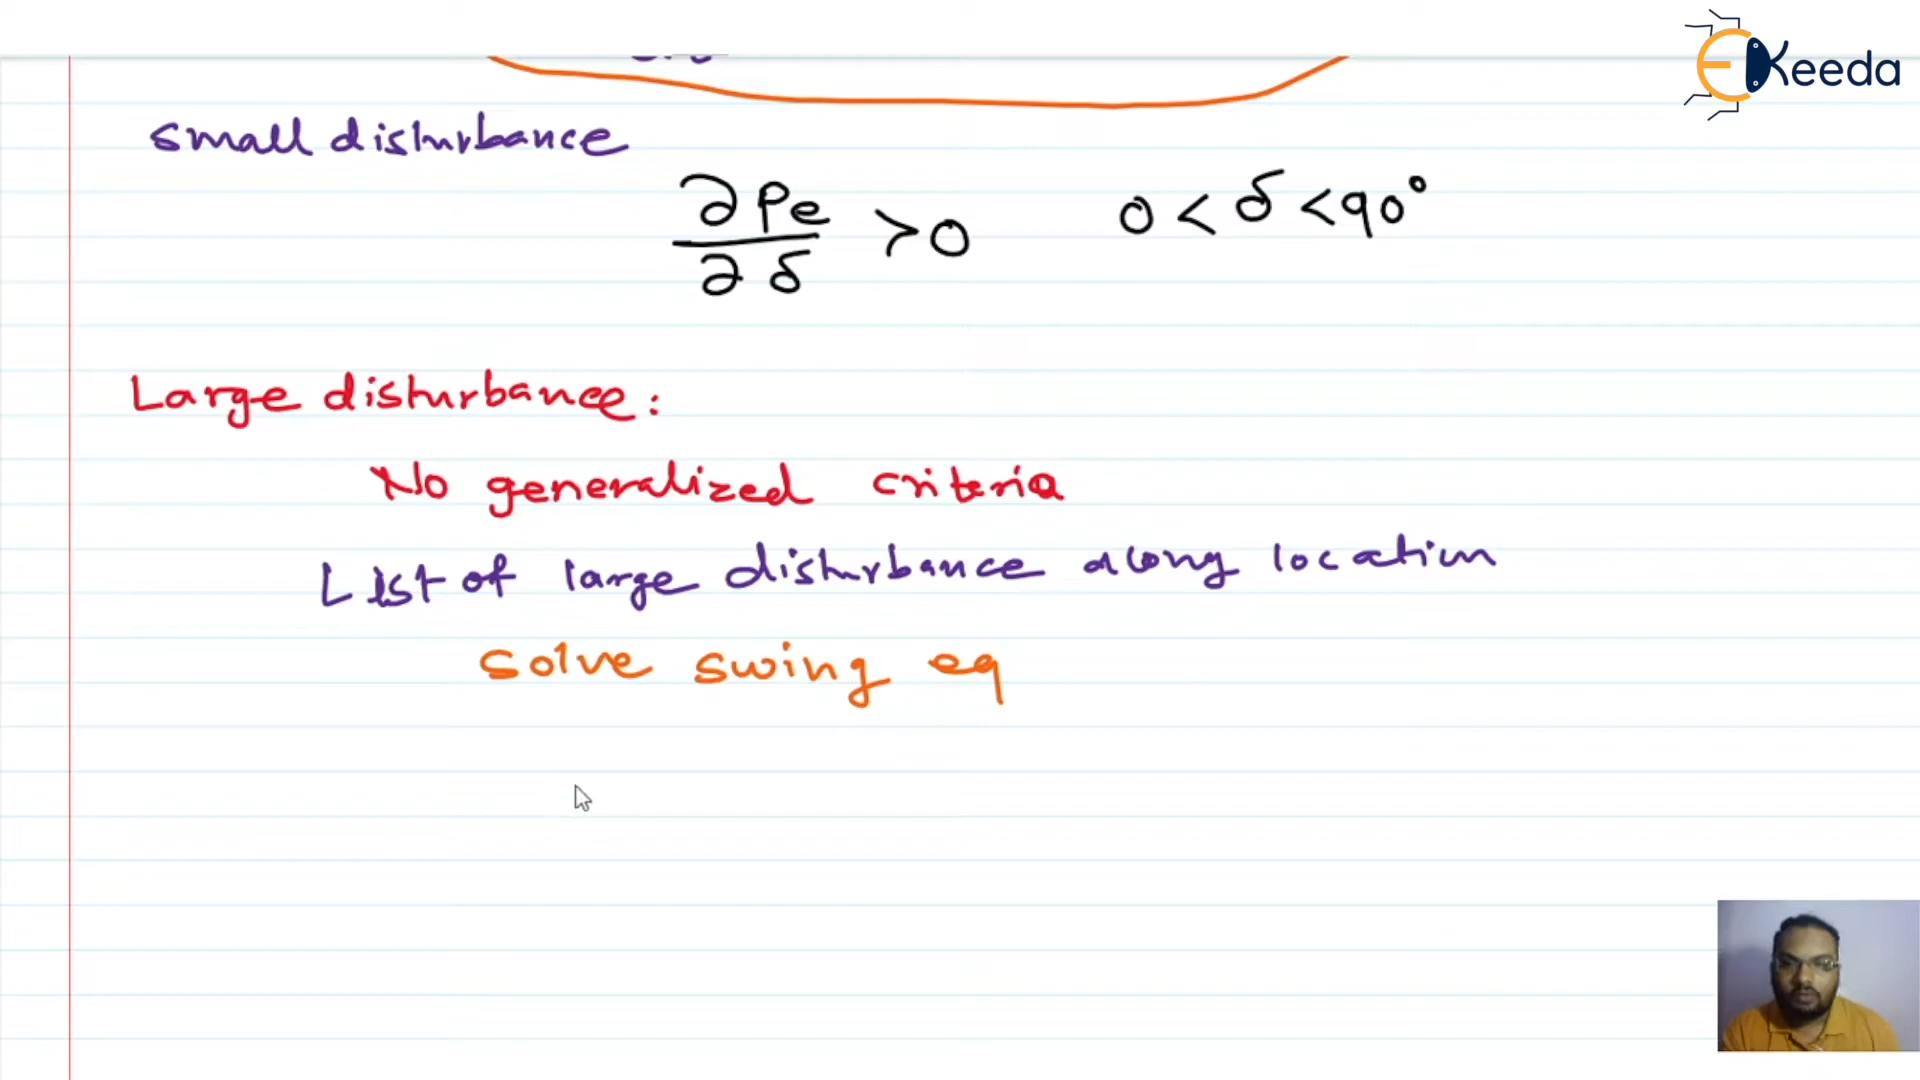 EKeeda
small disturbance
∂Pe/∂δ > 0 0 < δ < 90°
Large disturbance:
No generalized criteria
List of large disturbance along location
solve swing eq